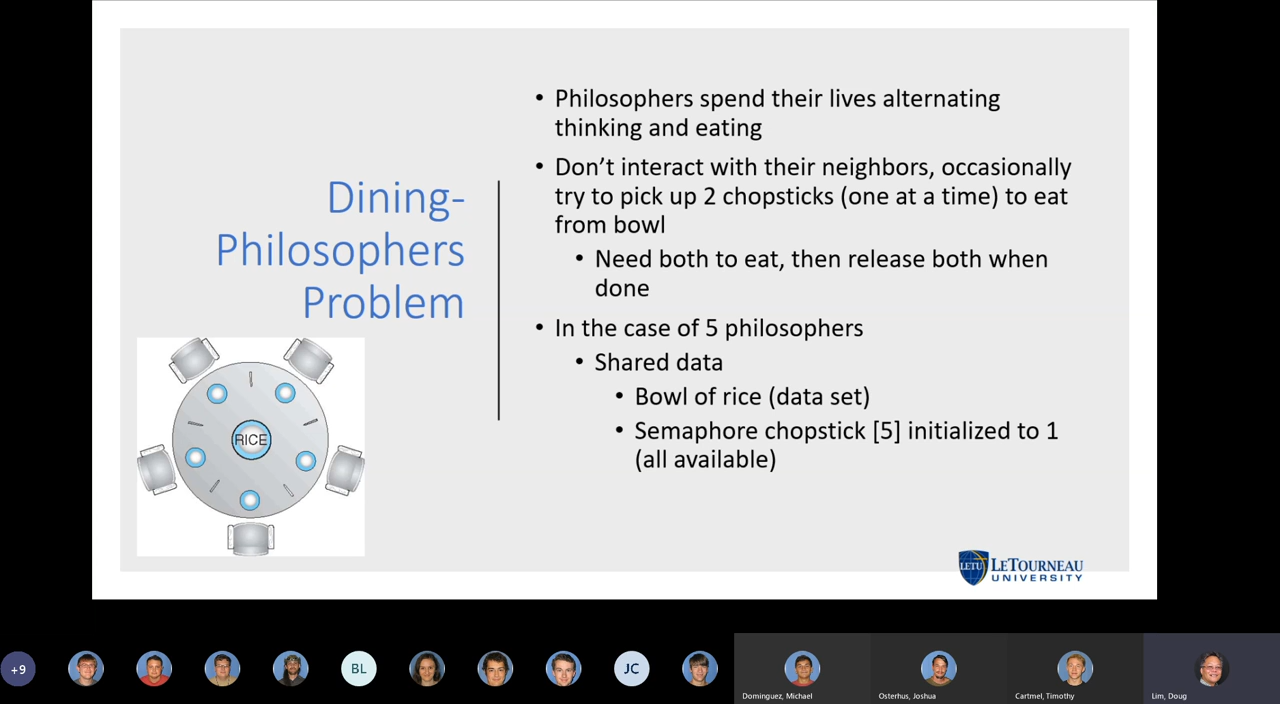 Dining-
Philosophers
Problem
RICE
• Philosophers spend their lives alternating
thinking and eating
• Don’t interact with their neighbors, occasionally
try to pick up 2 chopsticks (one at a time) to eat
from bowl
• Need both to eat, then release both when
done
• In the case of 5 philosophers
• Shared data
• Bowl of rice (data set)
• Semaphore chopstick [5] initialized to 1
(all available)
LETU
LETOURNEAU
UNIVERSITY
+9
BL
JC
Dominguez, Michael
Osterhus, Joshua
Cartmel, Timothy
Lim, Doug